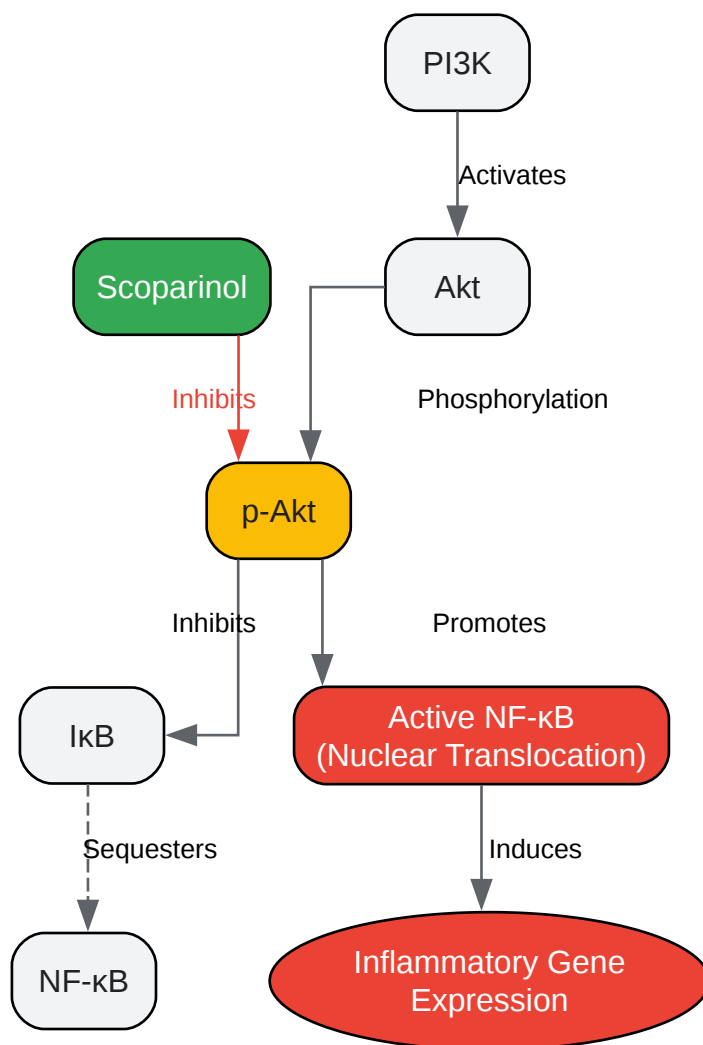 PI3K
Activates
Scoparinol
Akt
Inhibits
Phosphorylation
p-Akt
Inhibits
Promotes
IκB
Active NF-κB
(Nuclear Translocation)
Sequesters
Induces
NF-κB
Inflammatory Gene
Expression